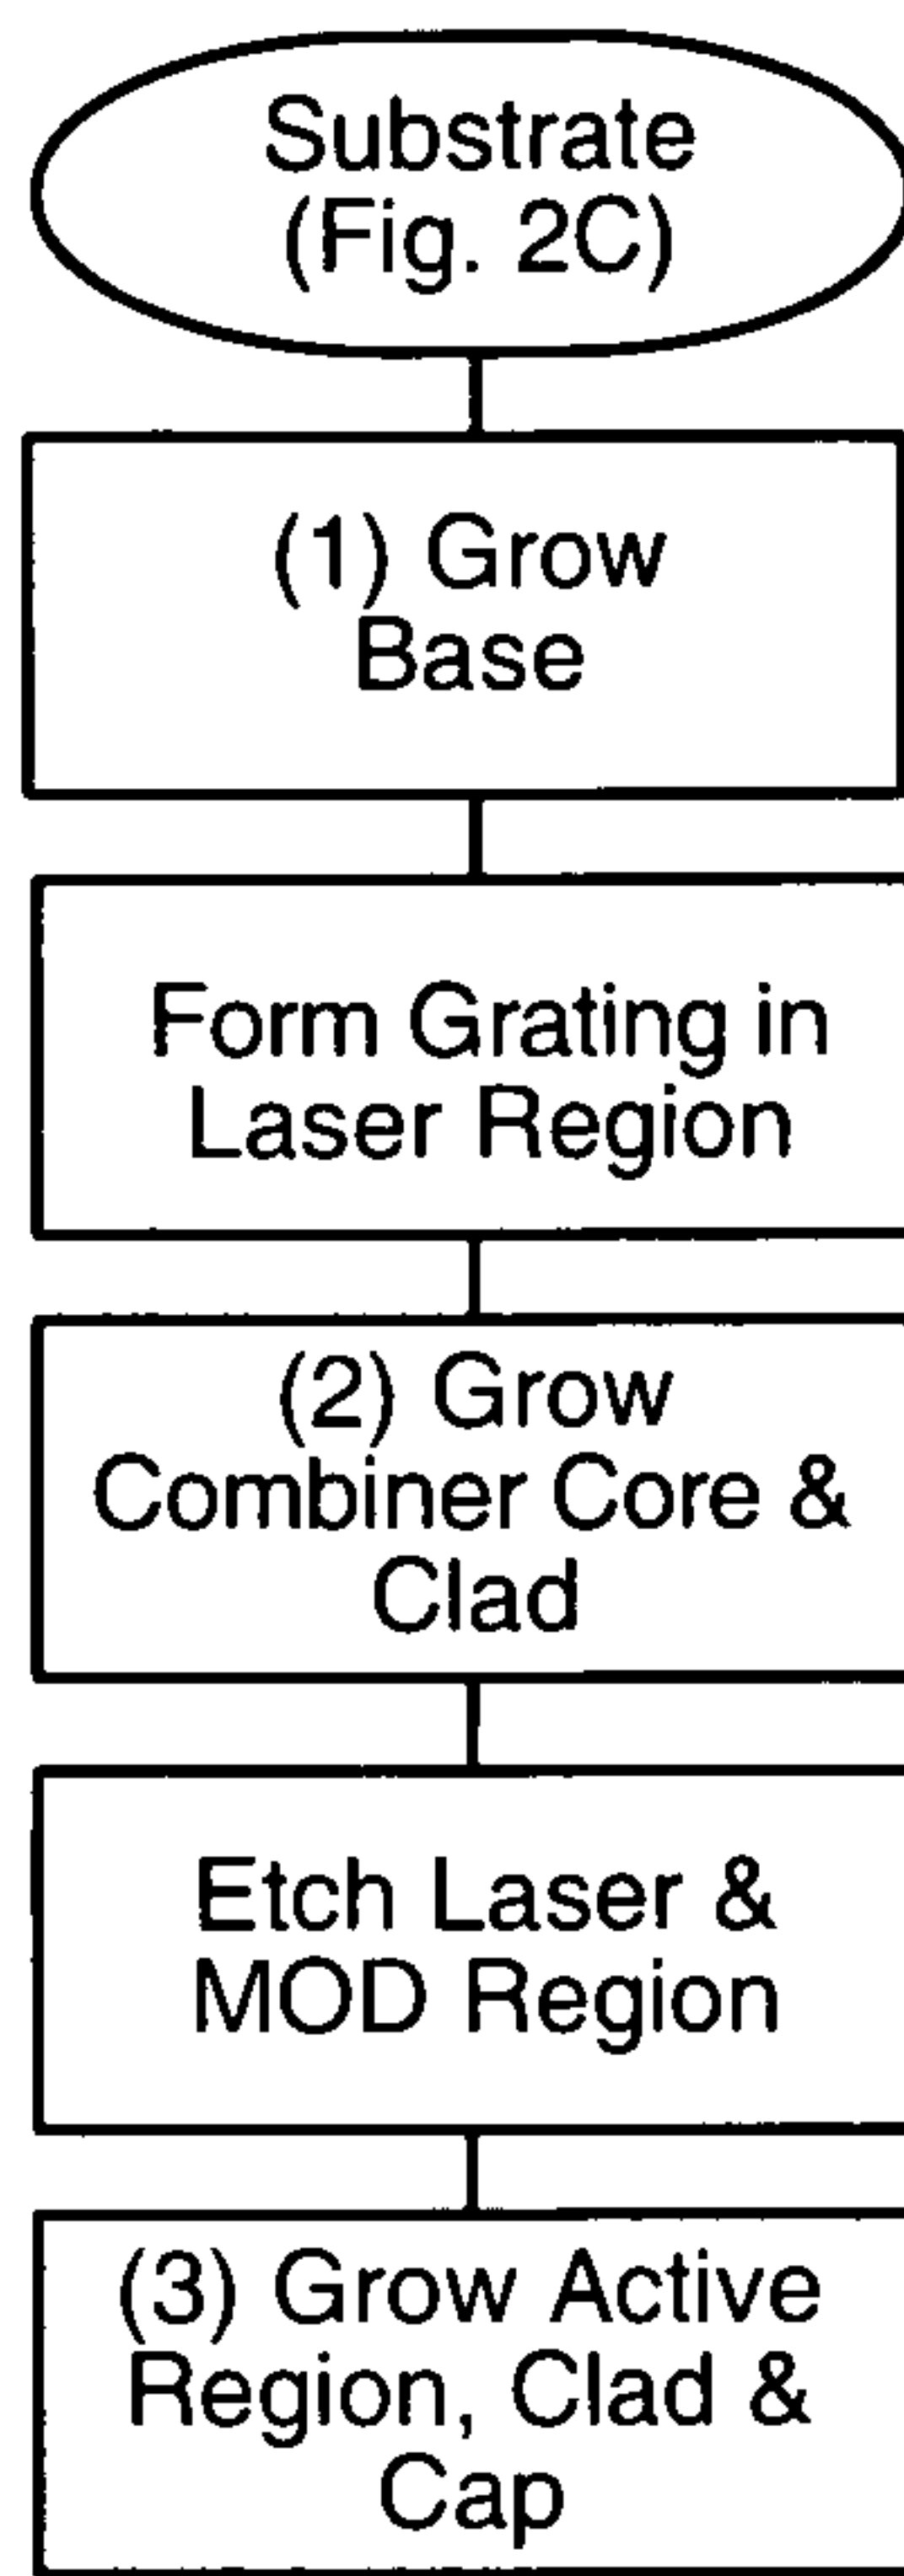 Substrate
(Fig. 2C)
(1) Grow
Base
Form Grating in
Laser Region
(2) Grow
Combiner Core &
Clad
Etch Laser &
MOD Region
(3) Grow Active
Region, Clad &
Cap